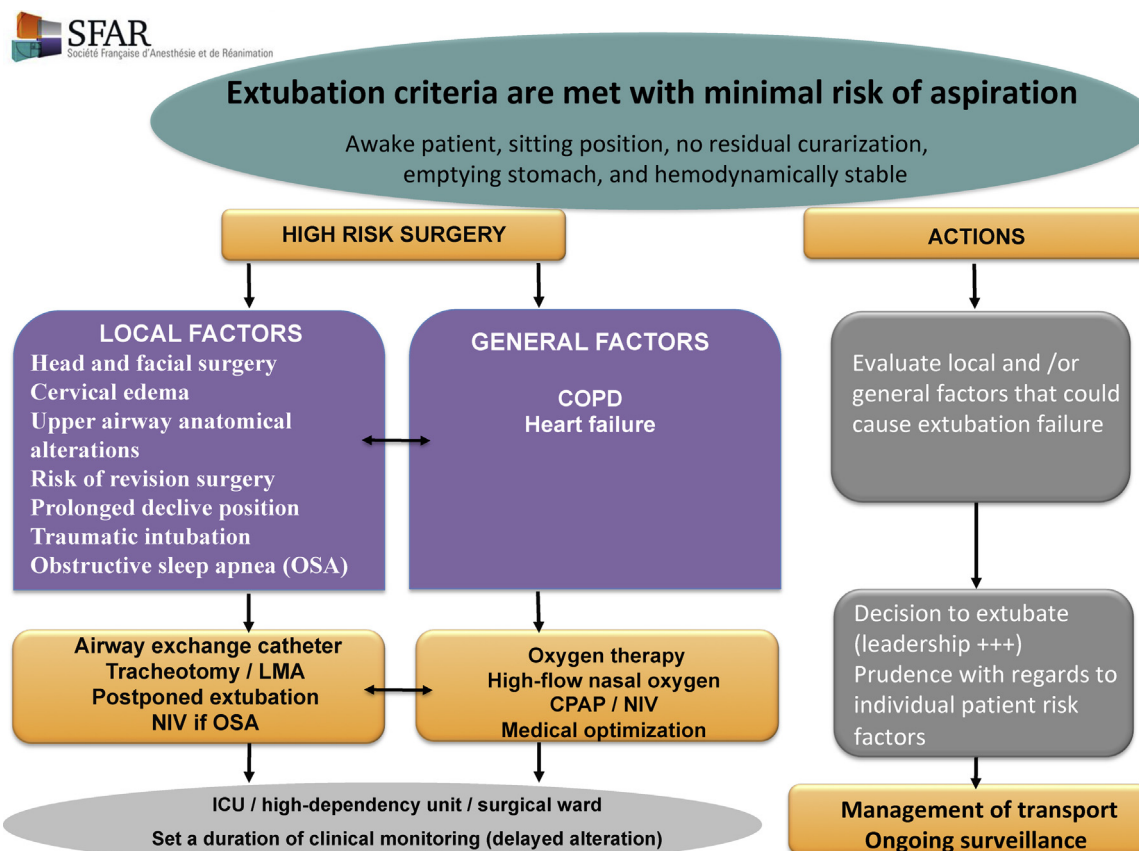 SFAR
Société Française d'Anesthésie et de Réanimation
Extubation criteria are met with minimal risk of aspiration
Awake patient, sitting position, no residual curarization,
emptying stomach, and hemodynamically stable
HIGH RISK SURGERY
LOCAL FACTORS
Head and facial surgery
Cervical edema
Upper airway anatomical
alterations
Risk of revision surgery
Prolonged declive position
Traumatic intubation
Obstructive sleep apnea (OSA)
GENERAL FACTORS
COPD
Heart failure
Airway exchange catheter
Tracheotomy / LMA
Postponed extubation
NIV if OSA
Oxygen therapy
High-flow nasal oxygen
CPAP / NIV
Medical optimization
ICU / high-dependency unit / surgical ward
Set a duration of clinical monitoring (delayed alteration)
ACTIONS
Evaluate local and /or
general factors that could
cause extubation failure
Decision to extubate
(leadership +++)
Prudence with regards to
individual patient risk
factors
Management of transport
Ongoing surveillance